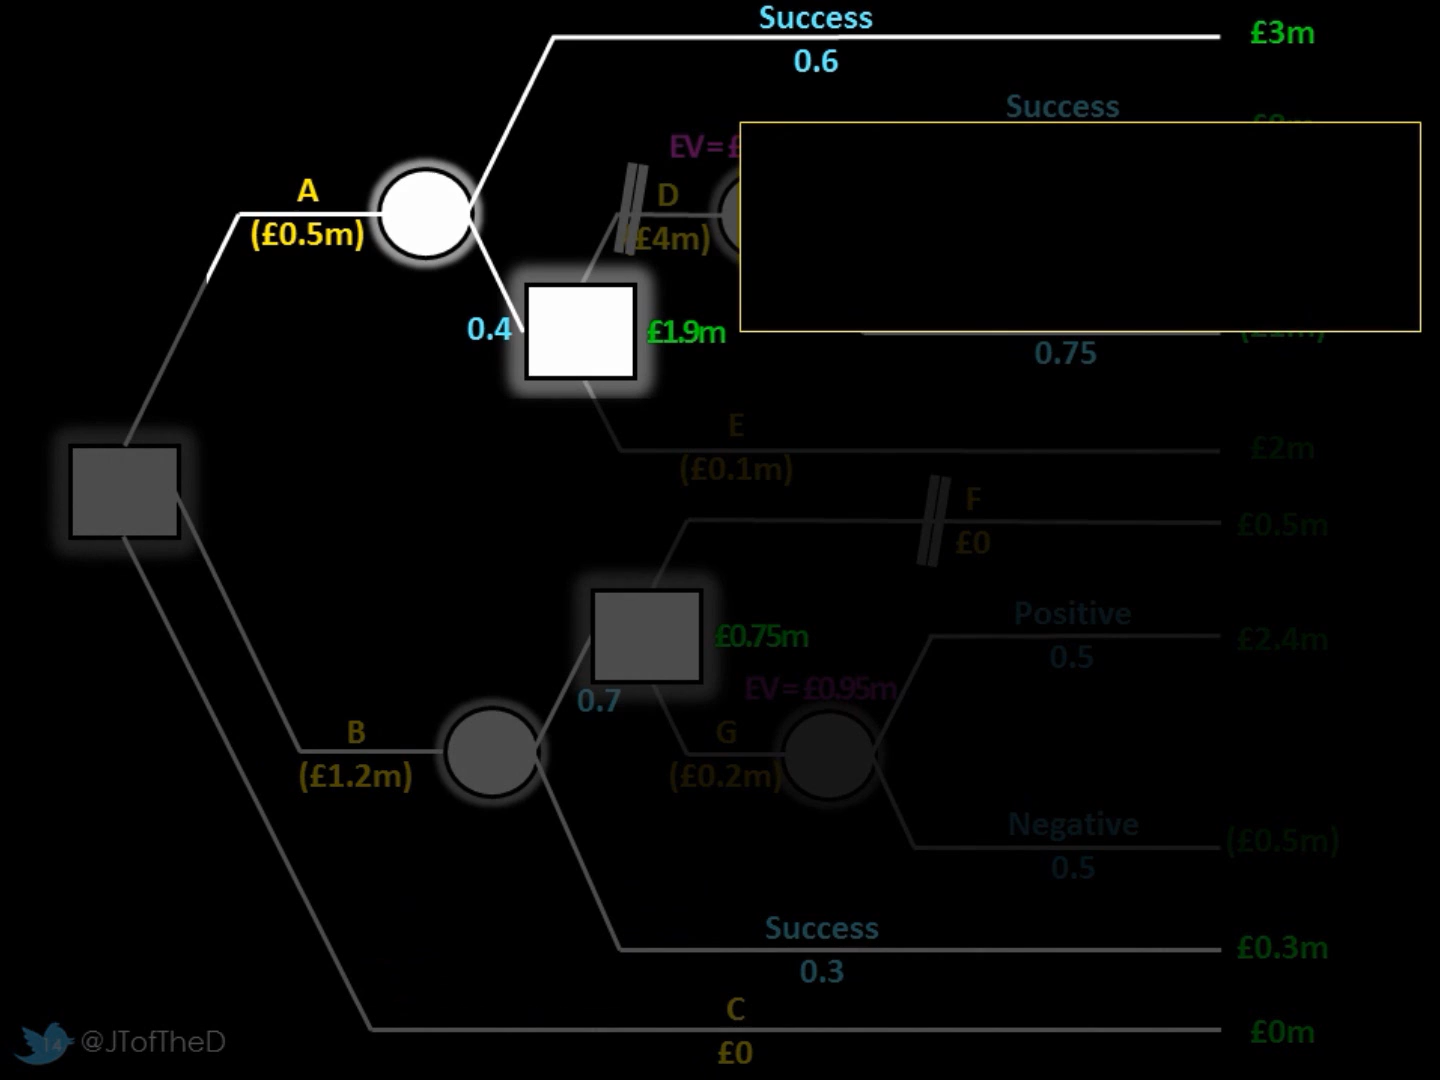 Success
£3m
0.6
Success
EV = £
A
(£0.5m)
D
£4m)
0.4
£1.9m
0.75
E
£2m
(£0.1m)
F
£0.5m
£0
Positive
£2.4m
0.5
£0.75m
EV = £0.95m
0.7
B
G
(£1.2m)
(£0.2m)
Negative
(£0.5m)
0.5
Success
£0.3m
0.3
C
£0m
£0
14
@JTofTheD